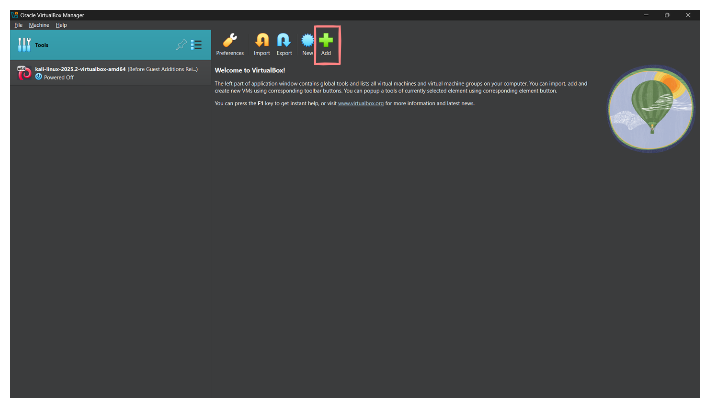 Oracle VirtualBox Manager
File Machine Help
Tools
Preferences Import Export New Add
kali-linux-2025.2-virtualbox-amd64 (Before Guest Additions Rei...)
Powered Off
Welcome to VirtualBox!
The left part of application window contains global tools and lists all virtual machines and virtual machine groups on your computer. You can import, add and
create new VMs using corresponding toolbar buttons. You can popup a tools of currently selected element using corresponding element button.
You can press the F1 key to get instant help, or visit www.virtualbox.org for more information and latest news.